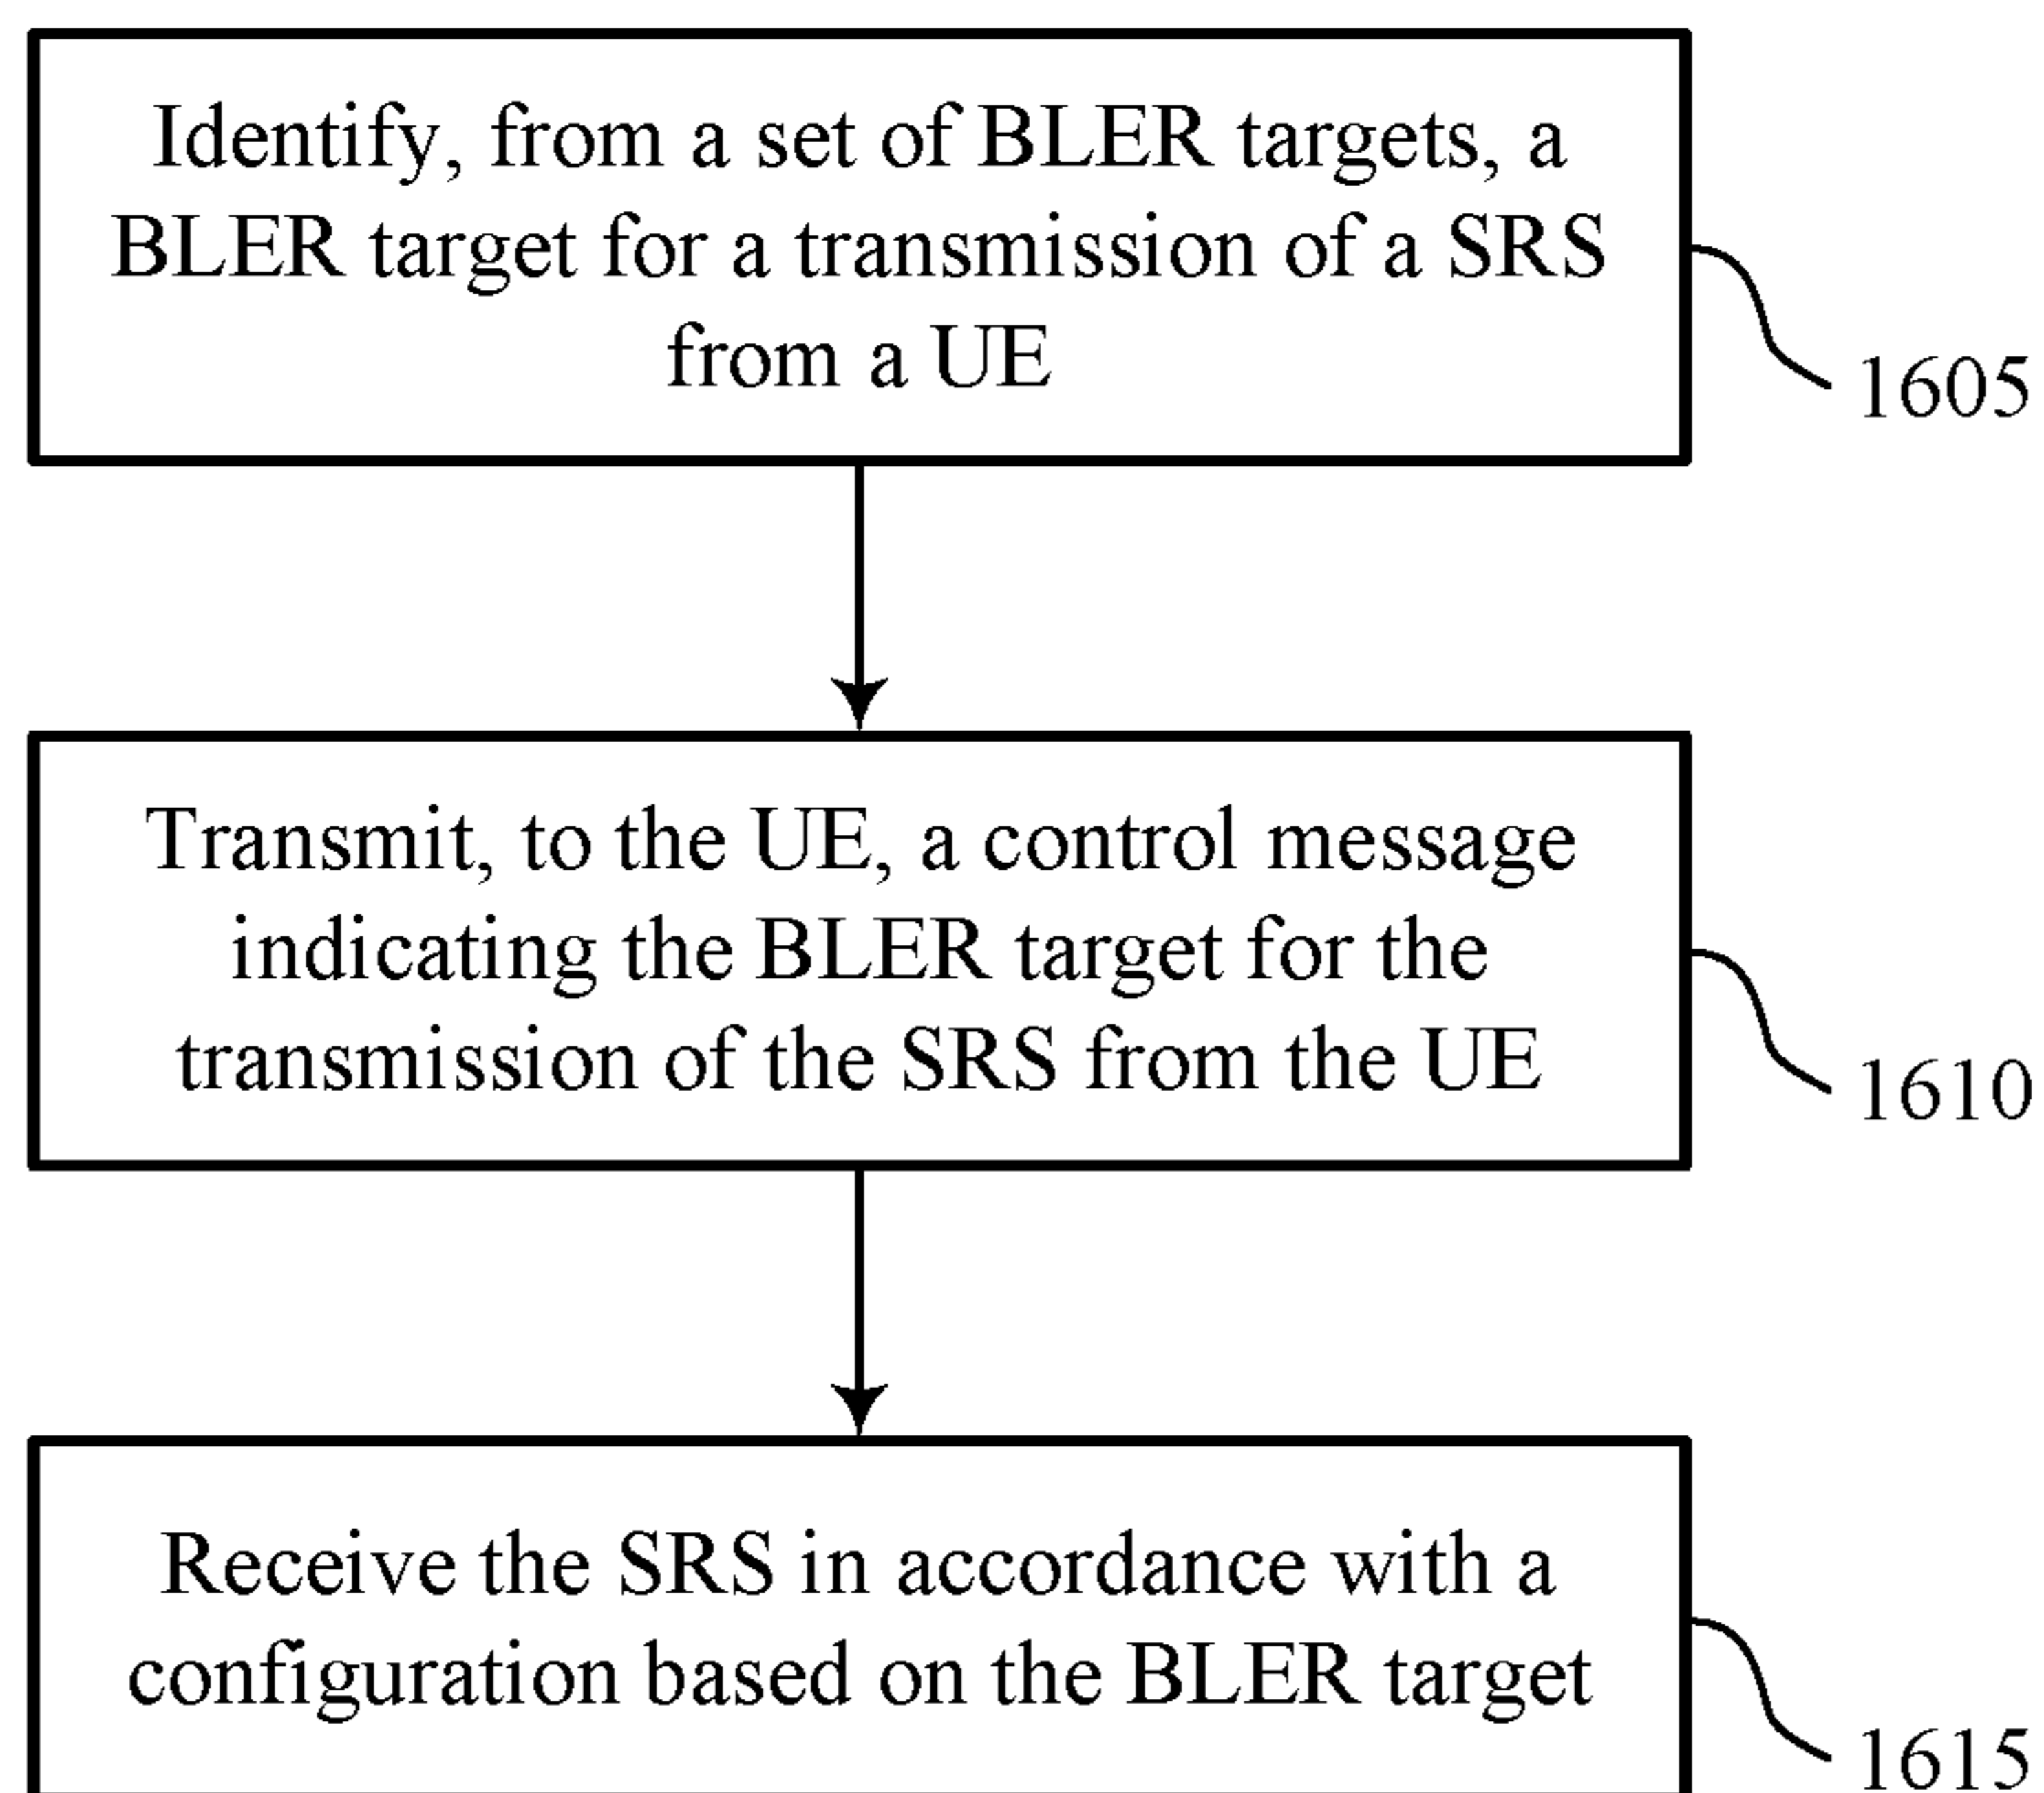 Identify, from a set of BLER targets, a
BLER target for a transmission of a SRS
from a UE
1605
Transmit, to the UE, a control message
indicating the BLER target for the
transmission of the SRS from the UE
1610
Receive the SRS in accordance with a
configuration based on the BLER target
1615